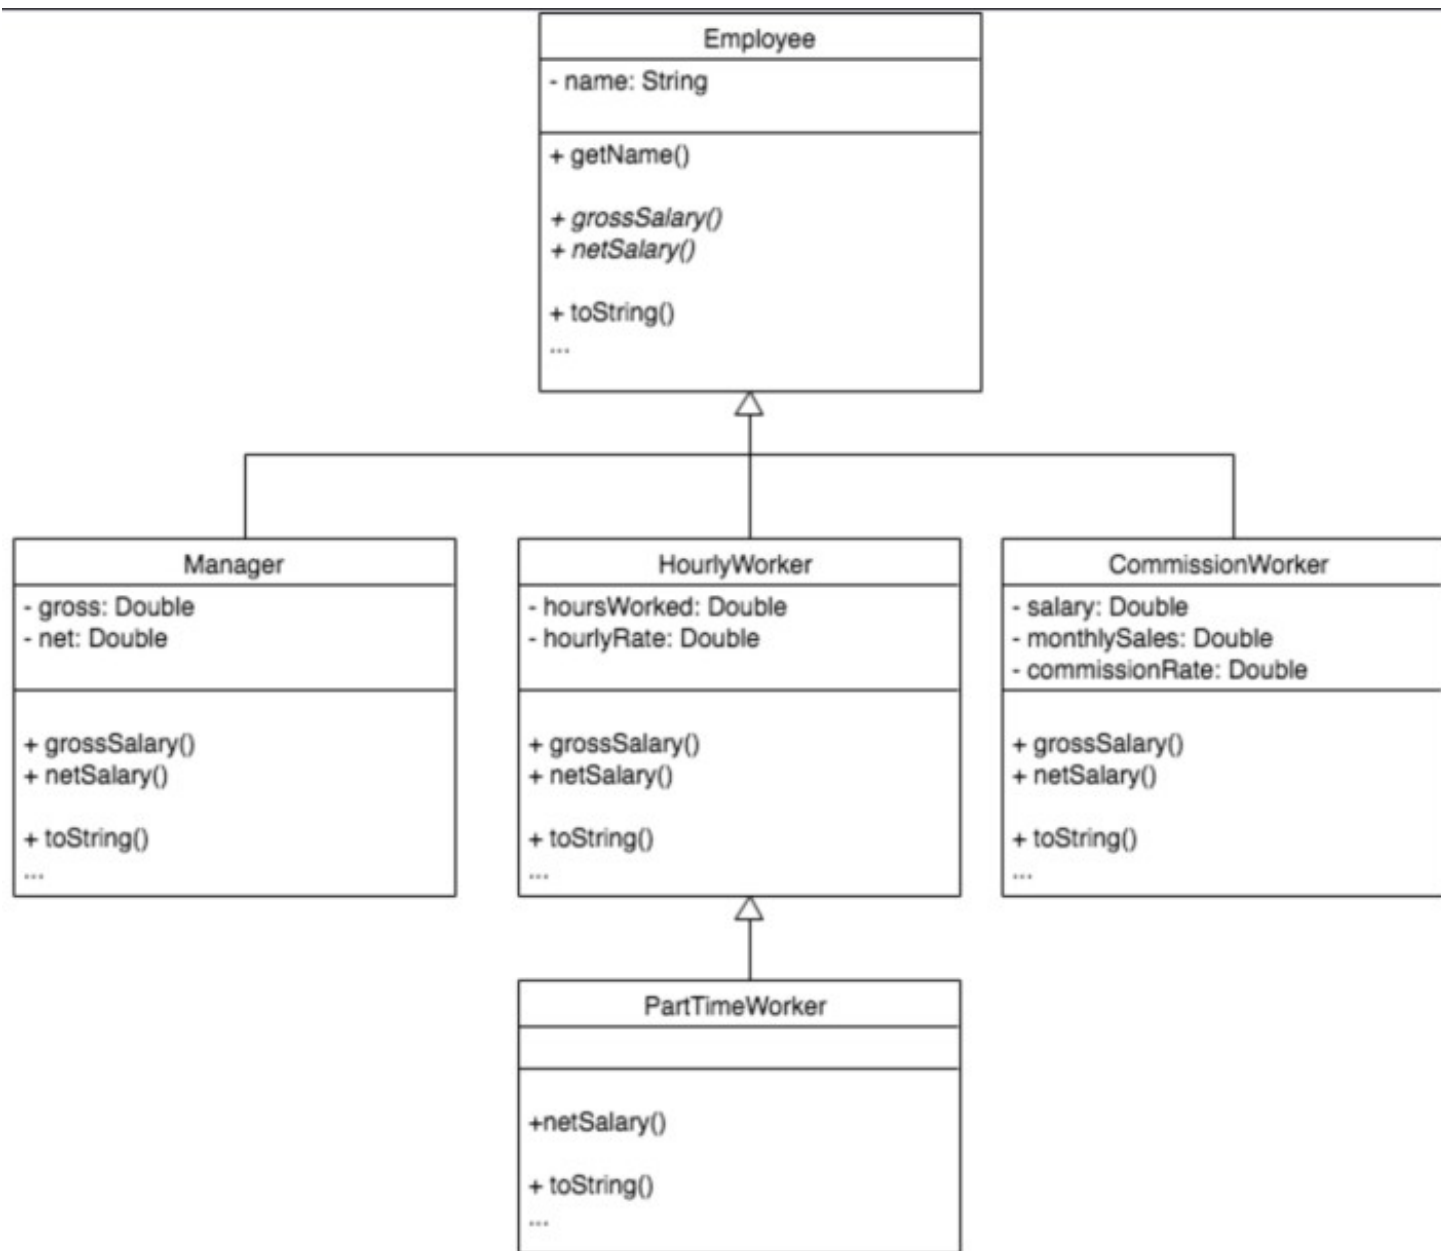 Employee
- name: String
+ getName()
+ grossSalary()
+ netSalary()
+ toString()
...
Manager
- gross: Double
- net: Double
+ grossSalary()
+ netSalary()
+ toString()
...
HourlyWorker
- hoursWorked: Double
- hourlyRate: Double
+ grossSalary()
+ netSalary()
+ toString()
...
CommissionWorker
- salary: Double
- monthlySales: Double
- commissionRate: Double
+ grossSalary()
+ netSalary()
+ toString()
...
PartTimeWorker
+netSalary()
+ toString()
...